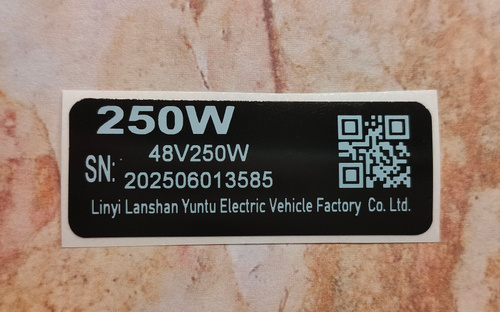 250W
48V250W
SN: 202506013585
Linyi Lanshan Yuntu Electric Vehicle Factory Co. Ltd.